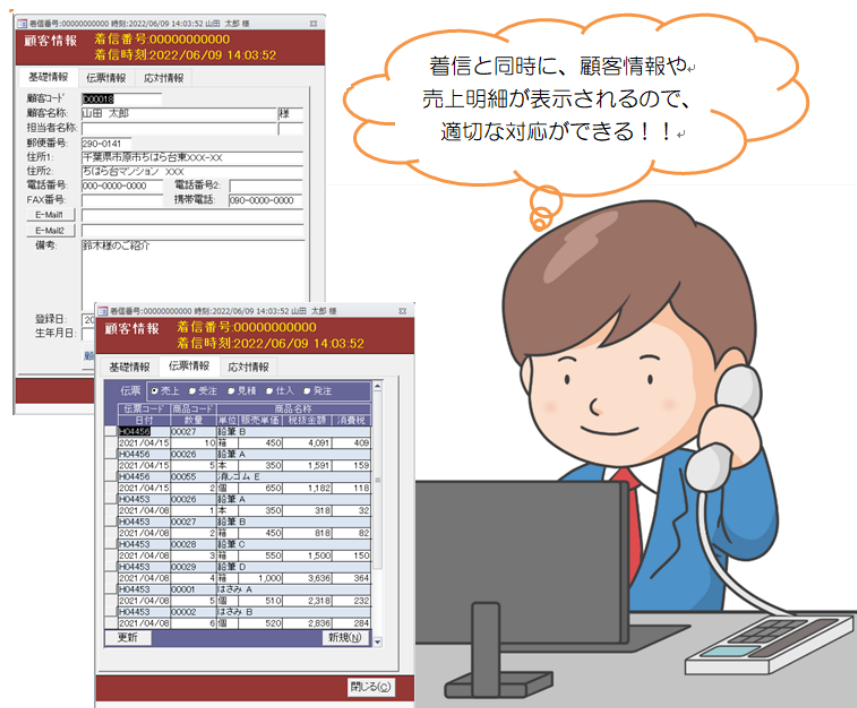 着信番号:00000000000 時刻:2022/06/09 14:03:52 山田 太郎 様
顧客情報 着信番号:00000000000
着信時刻:2022/06/09 14:03:52
基礎情報 伝票情報 応対情報
顧客コード D00018
顧客名称: 山田 太郎 様
担当者名称:
郵便番号: 290-0141
住所1: 千葉県市原市ちはら台東XXX-XX
住所2: ちはら台マンション XXX
電話番号: 000-0000-0000 電話番号2:
FAX番号: 携帯電話: 090-0000-0000
E-Mail1
E-Mail2
備考: 鈴木様のご紹介
登録日: 20
生年月日:
顧
着信と同時に、顧客情報や
売上明細が表示されるので、
適切な対応ができる!!
着信番号:00000000000 時刻:2022/06/09 14:03:52 山田 太郎 様
顧客情報 着信番号:00000000000
着信時刻:2022/06/09 14:03:52
基礎情報 伝票情報 応対情報
伝票 売上 受注 見積 仕入 発注
伝票コード 商品コード 商品名称
日付 数量 単位 販売単価 税抜金額 消費税
H04456 00027 鉛筆 B
2021/04/15 10 箱 450 4,091 409
H04456 00026 鉛筆 A
2021/04/15 5 本 350 1,591 159
H04456 00055 消しゴム E
2021/04/15 2 個 650 1,182 118
H04453 00026 鉛筆 A
2021/04/08 1 本 350 318 32
H04453 00027 鉛筆 B
2021/04/08 2 箱 450 818 82
H04453 00028 鉛筆 C
2021/04/08 3 箱 550 1,500 150
H04453 00029 鉛筆 D
2021/04/08 4 箱 1,000 3,636 364
H04453 00001 はさみ A
2021/04/08 5 個 510 2,318 232
H04453 00002 はさみ B
2021/04/08 6 個 520 2,836 284
更新 新規(N)
閉じる(C)